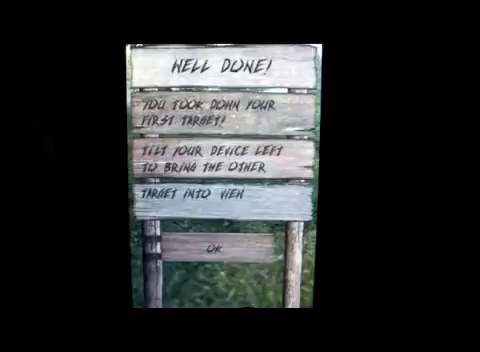 WELL DONE!
YOU TOOK DOWN YOUR
FIRST TARGET!
TILT YOUR DEVICE LEFT
TO BRING THE OTHER
TARGET INTO VIEW
OK